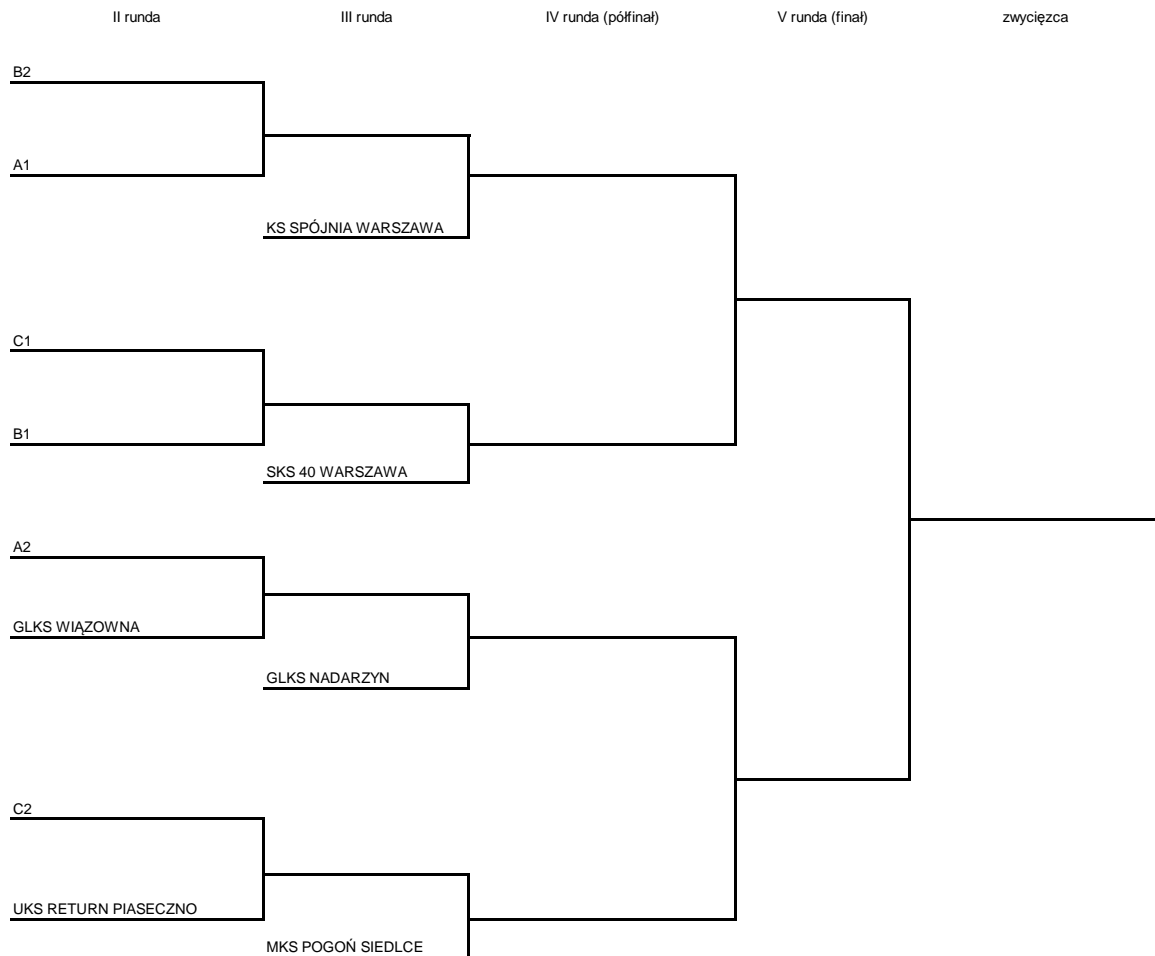 II runda III runda IV runda (półfinał) V runda (finał) zwycięzca
B2
A1
KS SPÓJNIA WARSZAWA
C1
B1
SKS 40 WARSZAWA
A2
GLKS WIĄZOWNA
GLKS NADARZYN
C2
UKS RETURN PIASECZNO
MKS POGOŃ SIEDLCE